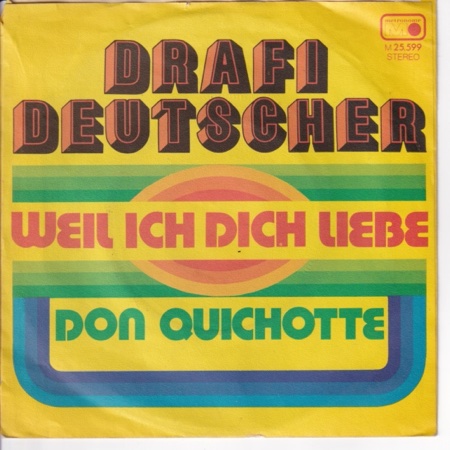 DRAFI
DEUTSCHER
M 25.599
STEREO
WEIL ICH DICH LIEBE
DON QUICHOTTE